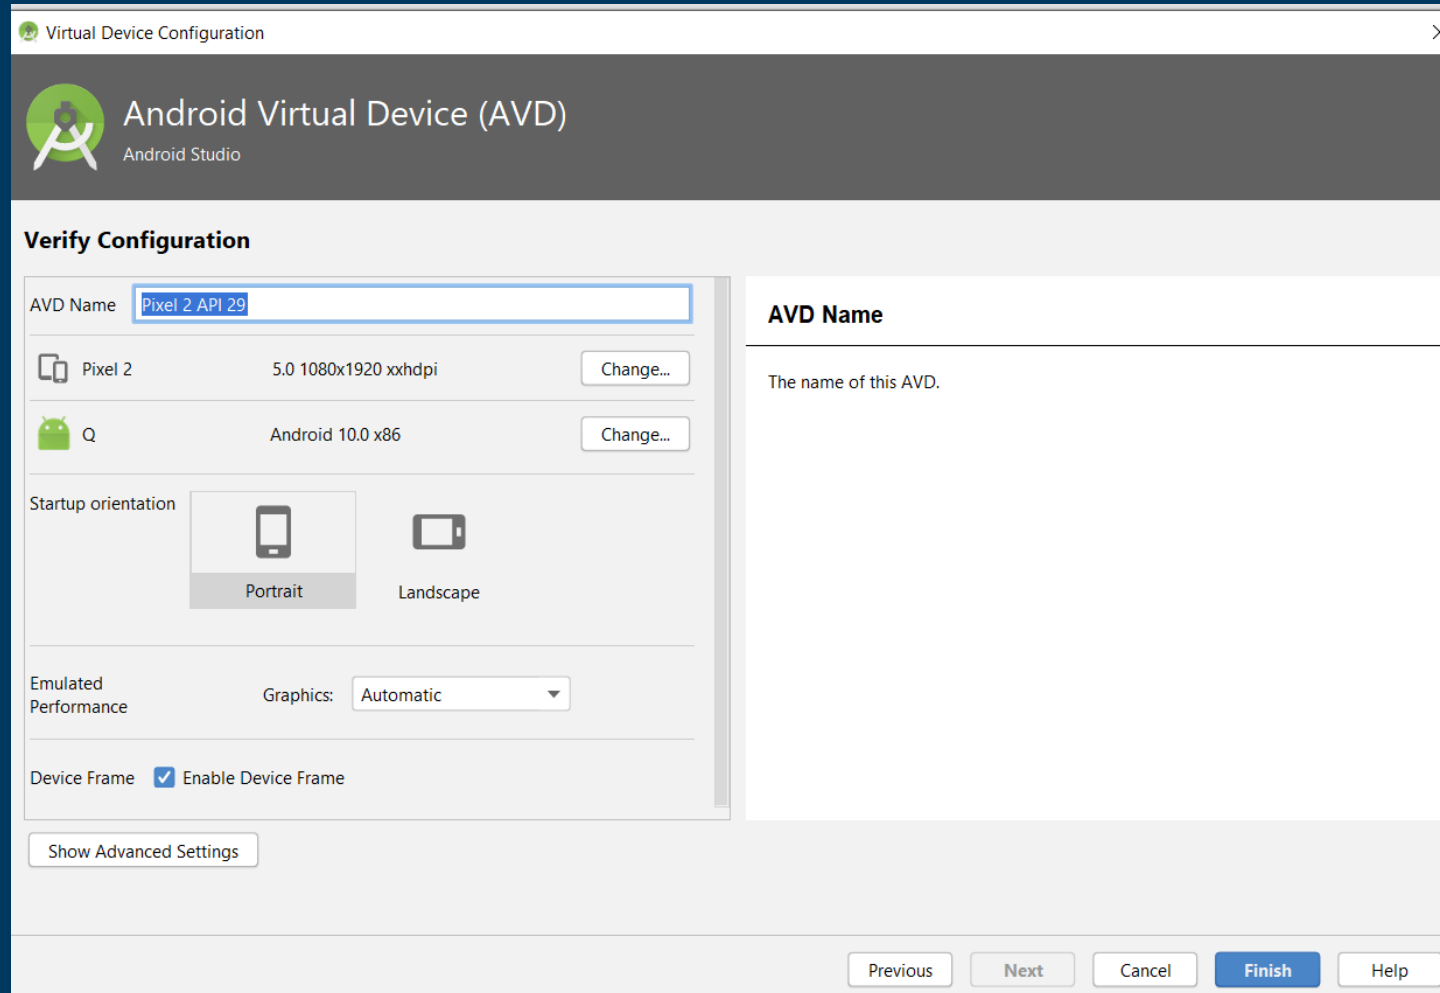 Virtual Device Configuration
Android Virtual Device (AVD)
Android Studio
Verify Configuration
AVD Name Pixel 2 API 29
Pixel 2 5.0 1080x1920 xxhdpi Change...
Q Android 10.0 x86 Change...
Startup orientation
Portrait
Landscape
Emulated
Performance
Graphics: Automatic
Device Frame Enable Device Frame
Show Advanced Settings
AVD Name
The name of this AVD.
Previous Next Cancel Finish Help